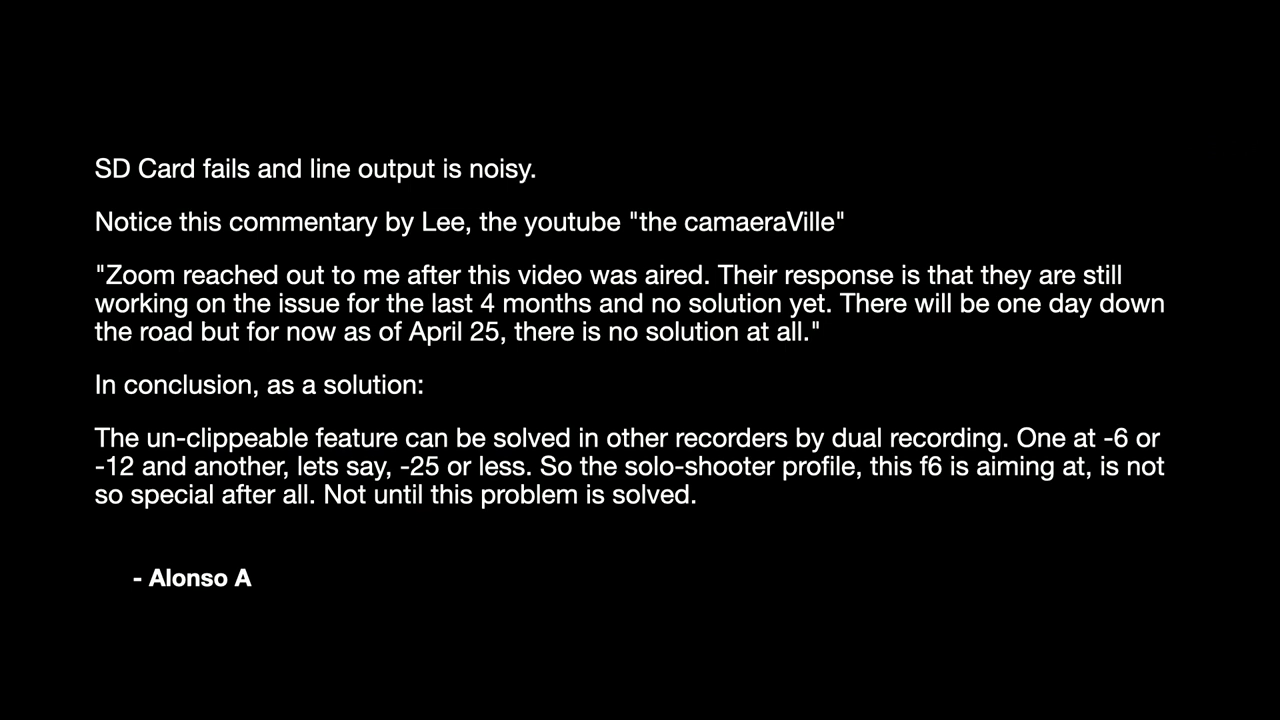 SD Card fails and line output is noisy.
Notice this commentary by Lee, the youtube "the camaeraVille"
"Zoom reached out to me after this video was aired. Their response is that they are still
working on the issue for the last 4 months and no solution yet. There will be one day down
the road but for now as of April 25, there is no solution at all."
In conclusion, as a solution:
The un-clippeable feature can be solved in other recorders by dual recording. One at -6 or
-12 and another, lets say, -25 or less. So the solo-shooter profile, this f6 is aiming at, is not
so special after all. Not until this problem is solved.
- Alonso A